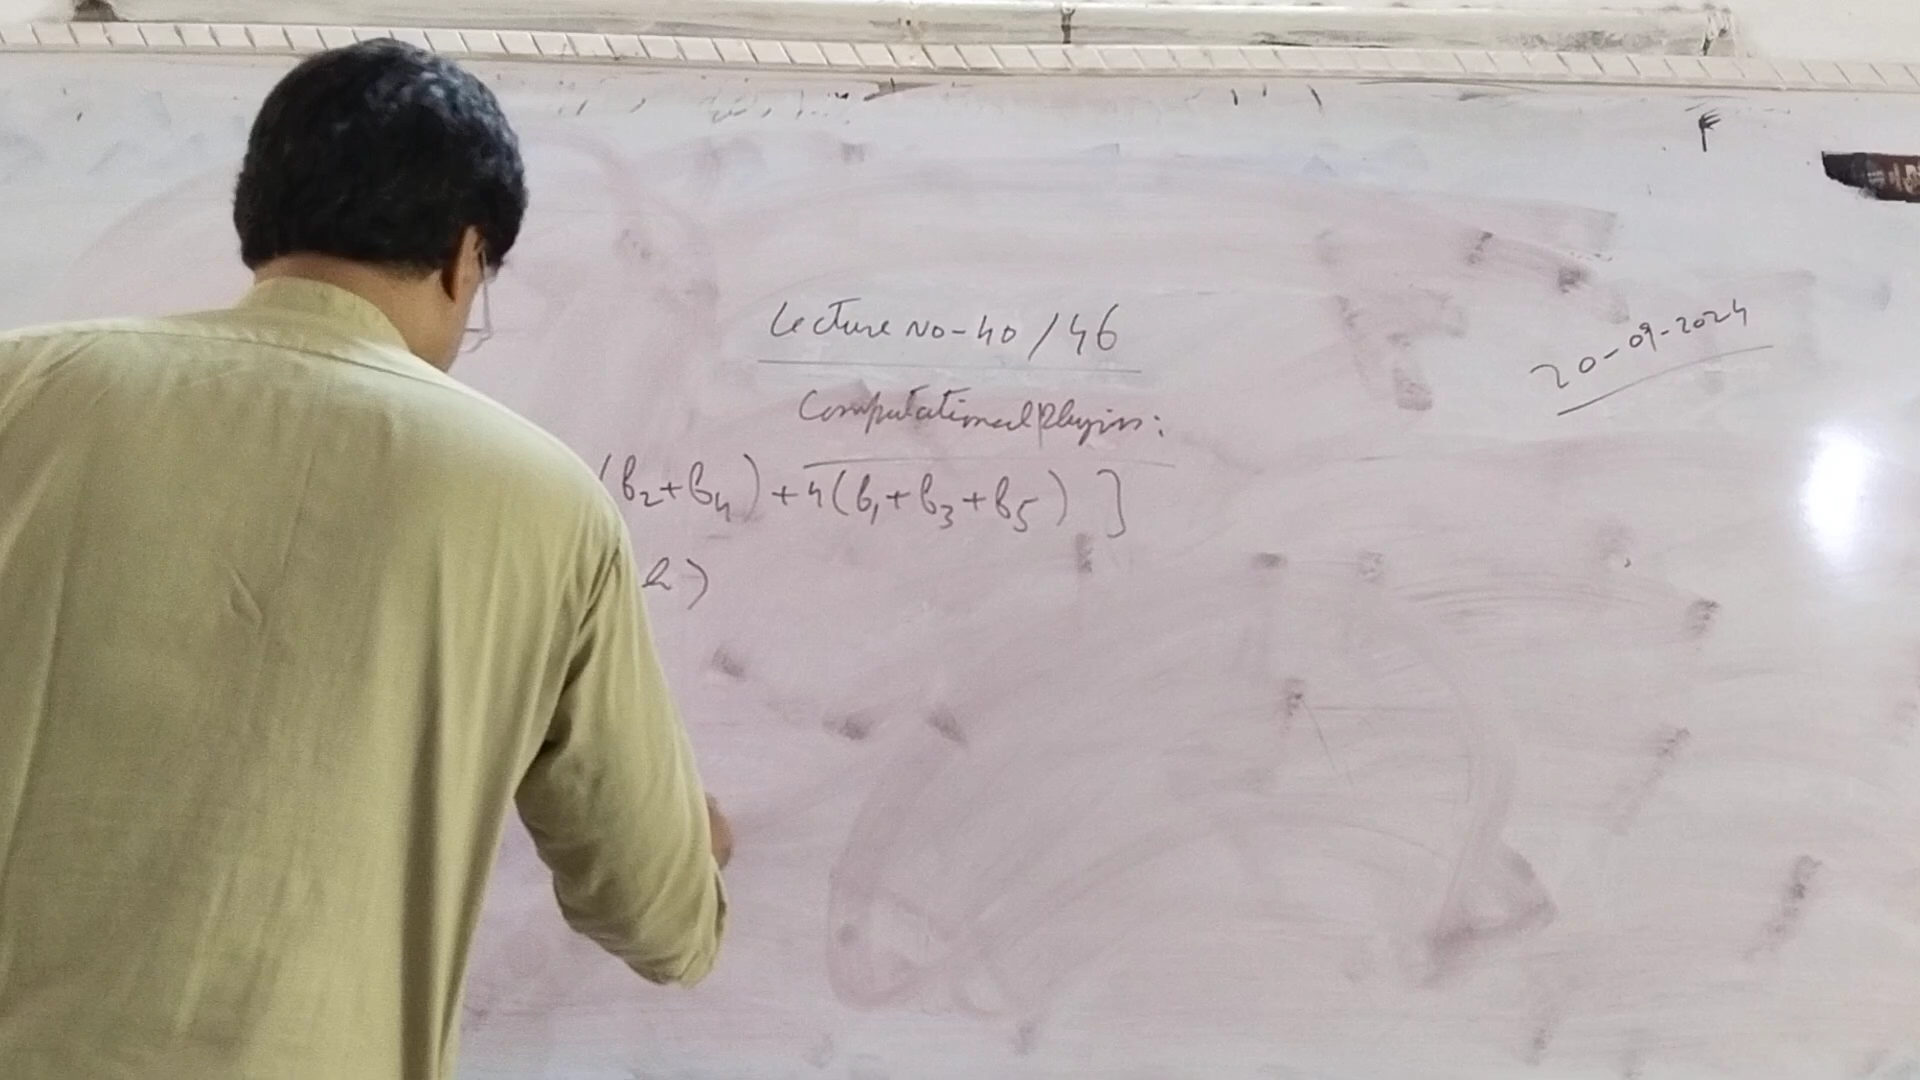 Lecture No-40/46
20-09-2024
Computational Physics:
(b₂+b₄)+4(b₁+b₃+b₅)]
h)